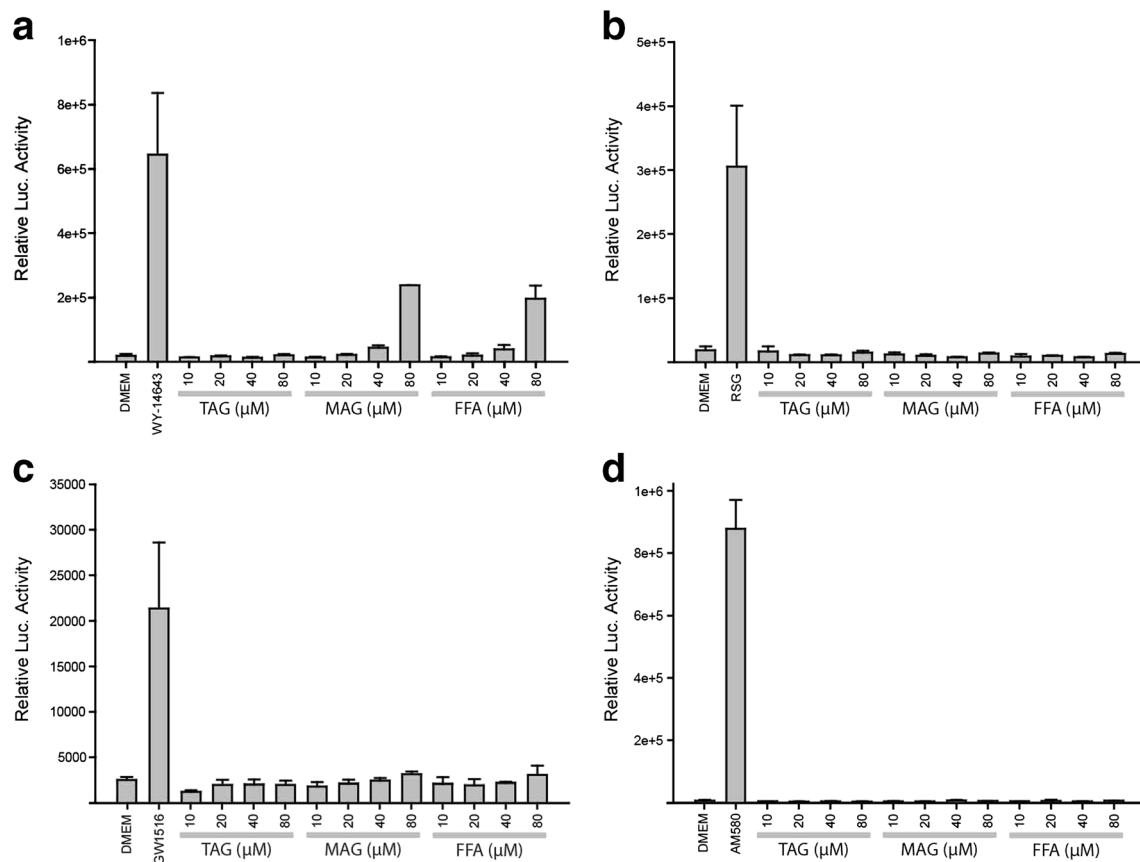 a
Relative Luc. Activity
1e+6
8e+5
6e+5
4e+5
2e+5
DMEM
WY-14643
10 20 40 80 10 20 40 80 10 20 40 80
TAG (µM) MAG (µM) FFA (µM)
b
Relative Luc. Activity
5e+5
4e+5
3e+5
2e+5
1e+5
DMEM
RSG
10 20 40 80 10 20 40 80 10 20 40 80
TAG (µM) MAG (µM) FFA (µM)
c
Relative Luc. Activity
35000
30000
25000
20000
15000
10000
5000
DMEM
GW1516
10 20 40 80 10 20 40 80 10 20 40 80
TAG (µM) MAG (µM) FFA (µM)
d
Relative Luc. Activity
1e+6
8e+5
6e+5
4e+5
2e+5
DMEM
AM580
10 20 40 80 10 20 40 80 10 20 40 80
TAG (µM) MAG (µM) FFA (µM)